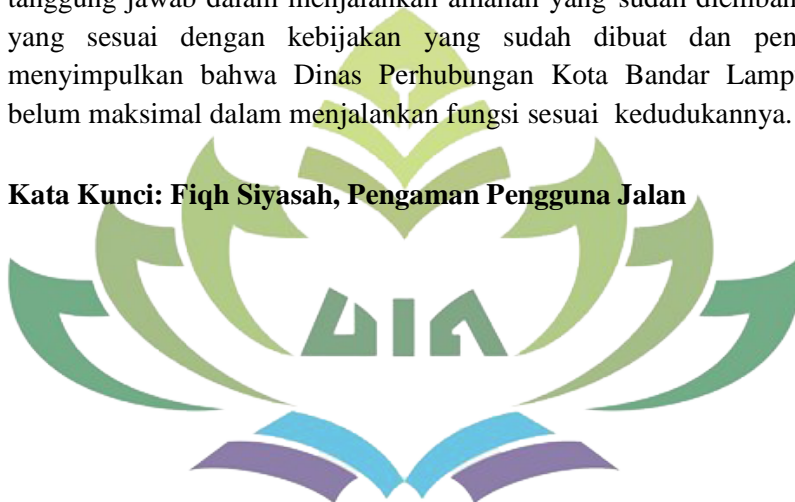 tanggung jawab dalam menjalankan amanah yang sudah
yang sesuai dengan kebijakan yang sudah dibuat dan
menyimpulkan bahwa Dinas Perhubungan Kota Bandar
belum maksimal dalam menjalankan fungsi sesuai kedudukannya.
Kata Kunci: Fiqh Siyasah, Pengaman Pengguna Jalan
UIN